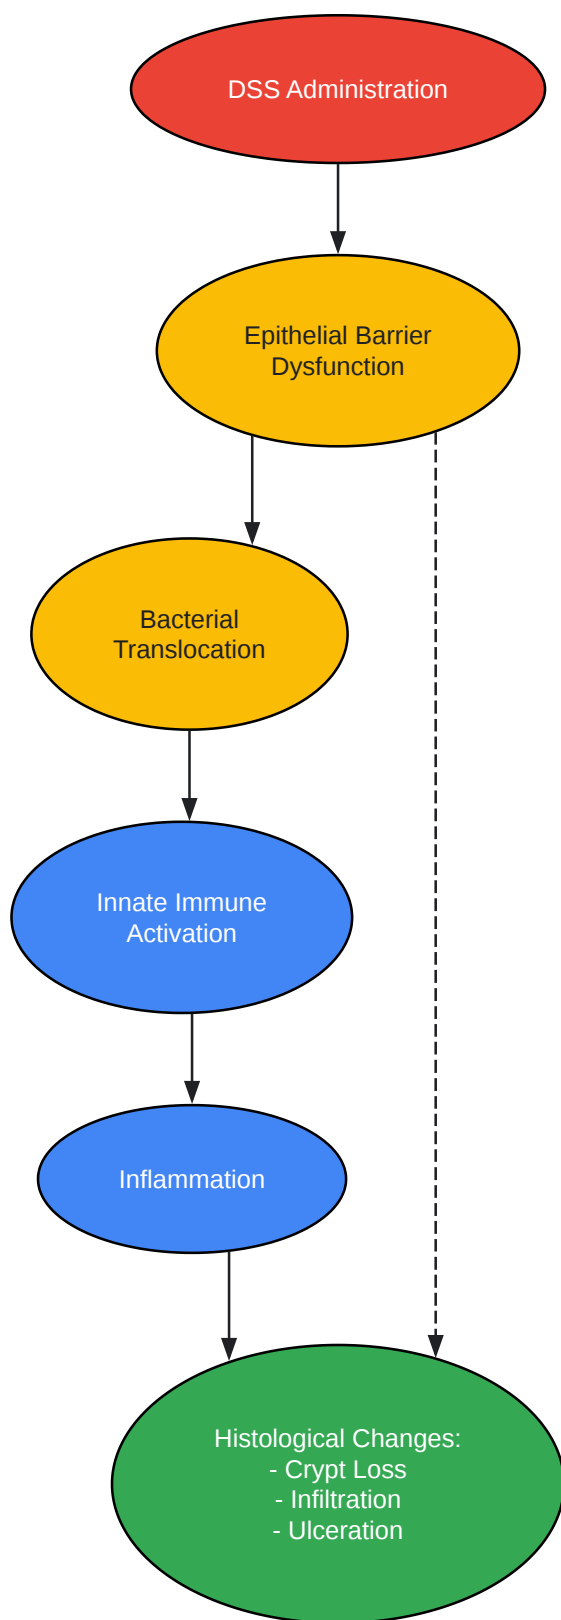 DSS Administration
Epithelial Barrier
Dysfunction
Bacterial
Translocation
Innate Immune
Activation
Inflammation
Histological Changes:
- Crypt Loss
- Infiltration
- Ulceration